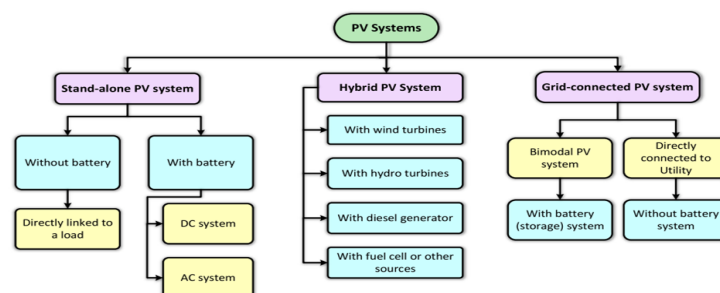 PV Systems
Stand-alone PV system
Hybrid PV System
Grid-connected PV system
Without battery
With battery
Directly linked to
a load
DC system
AC system
With wind turbines
With hydro turbines
With diesel generator
With fuel cell or other
sources
Bimodal PV
system
Directly
connected to
Utility
With battery
(storage) system
Without battery
system